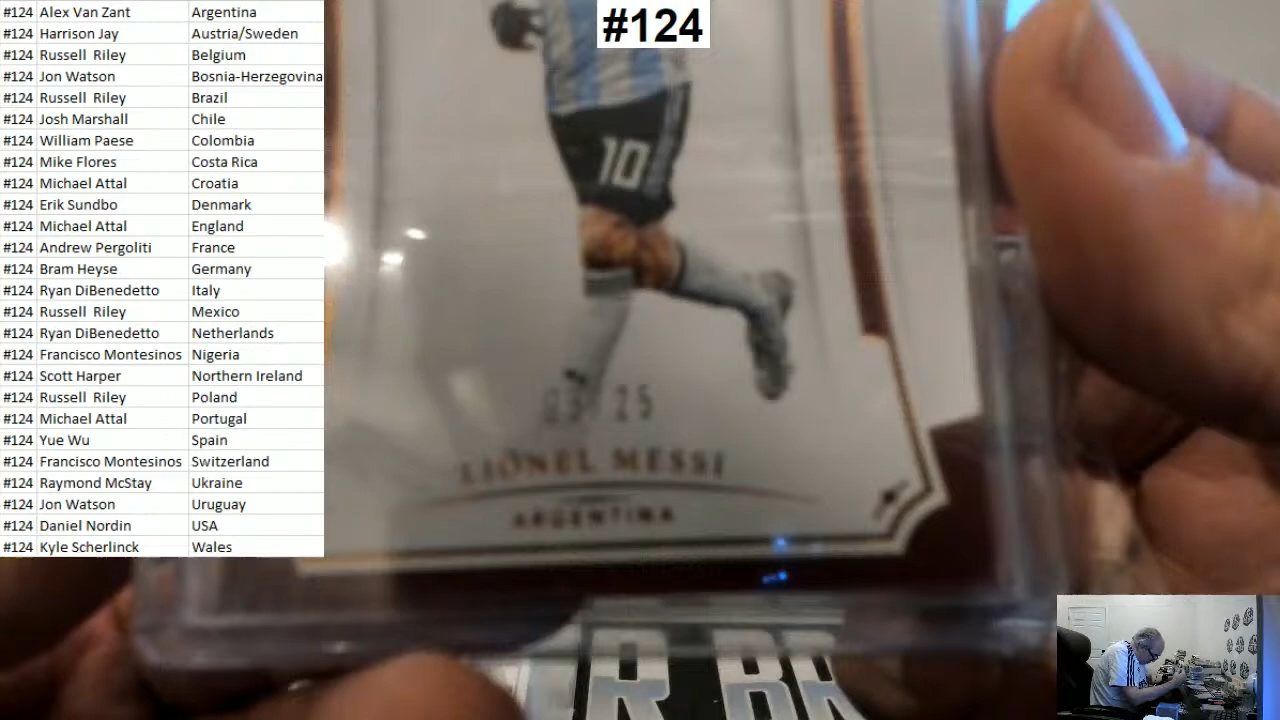 #124 Alex Van Zant Argentina
#124 Harrison Jay Austria/Sweden
#124 Russell Riley Belgium
#124 Jon Watson Bosnia-Herzegovina
#124 Russell Riley Brazil
#124 Josh Marshall Chile
#124 William Paese Colombia
#124 Mike Flores Costa Rica
#124 Michael Attal Croatia
#124 Erik Sundbo Denmark
#124 Michael Attal England
#124 Andrew Pergoliti France
#124 Bram Heyse Germany
#124 Ryan DiBenedetto Italy
#124 Russell Riley Mexico
#124 Ryan DiBenedetto Netherlands
#124 Francisco Montesinos Nigeria
#124 Scott Harper Northern Ireland
#124 Russell Riley Poland
#124 Michael Attal Portugal
#124 Yue Wu Spain
#124 Francisco Montesinos Switzerland
#124 Raymond McStay Ukraine
#124 Jon Watson Uruguay
#124 Daniel Nordin USA
#124 Kyle Scherlinck Wales
#124
10
03/25
LIONEL MESSI
ARGENTINA